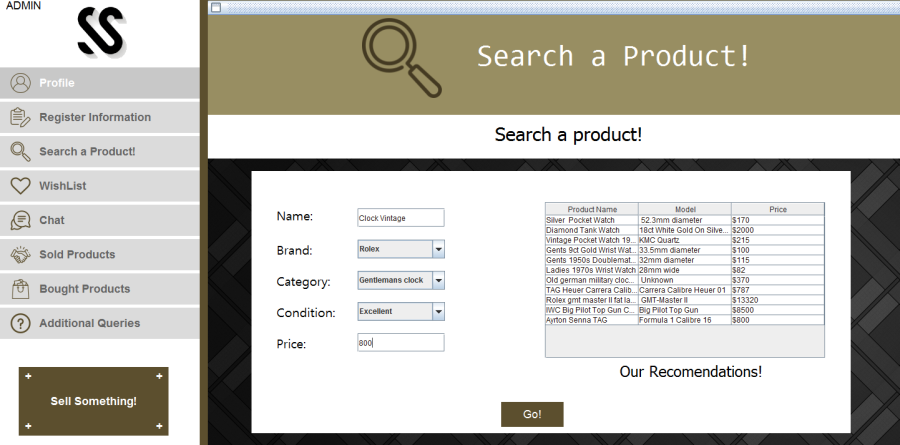 ADMIN
Profile
Register Information
Search a Product!
WishList
Chat
Sold Products
Bought Products
Additional Queries
Sell Something!
Search a Product!
Search a product!
Name: Clock Vintage
Brand: Rolex
Category: Gentlemans clock
Condition: Excellent
Price: 800
Product Name Model Price
Silver Pocket Watch 52.3mm diameter $170
Diamond Tank Watch 18ct White Gold On Silve... $2000
Vintage Pocket Watch 19... KMC Quartz $215
Gents 9ct Gold Wrist Wat... 33.5mm diameter $100
Gents 1950s Doublemat... 32mm diameter $115
Ladies 1970s Wrist Watch 28mm wide $82
Old german military cloc... Unknown $370
TAG Heuer Carrera Calib... Carrera Calibre Heuer 01 $787
Rolex gmt master II fat la... GMT-Master II $13320
IWC Big Pilot Top Gun C... Big Pilot Top Gun $8500
Ayrton Senna TAG Formula 1 Calibre 16 $800
Our Recomendations!
Go!